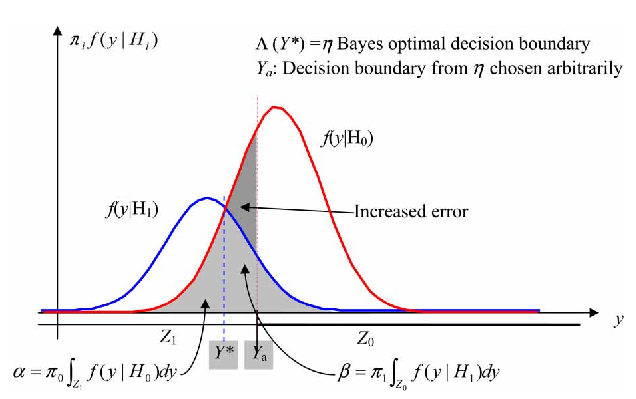 π_i f(y | H_i)
Λ (Y*) = η Bayes optimal decision boundary
Y_a: Decision boundary from η chosen arbitrarily
f(y|H_0)
f(y|H_1)
Increased error
y
Z_1
Z_0
Y*
Y_a
α = π_0 ∫_{Z_1} f(y | H_0)dy
β = π_1 ∫_{Z_0} f(y | H_1)dy